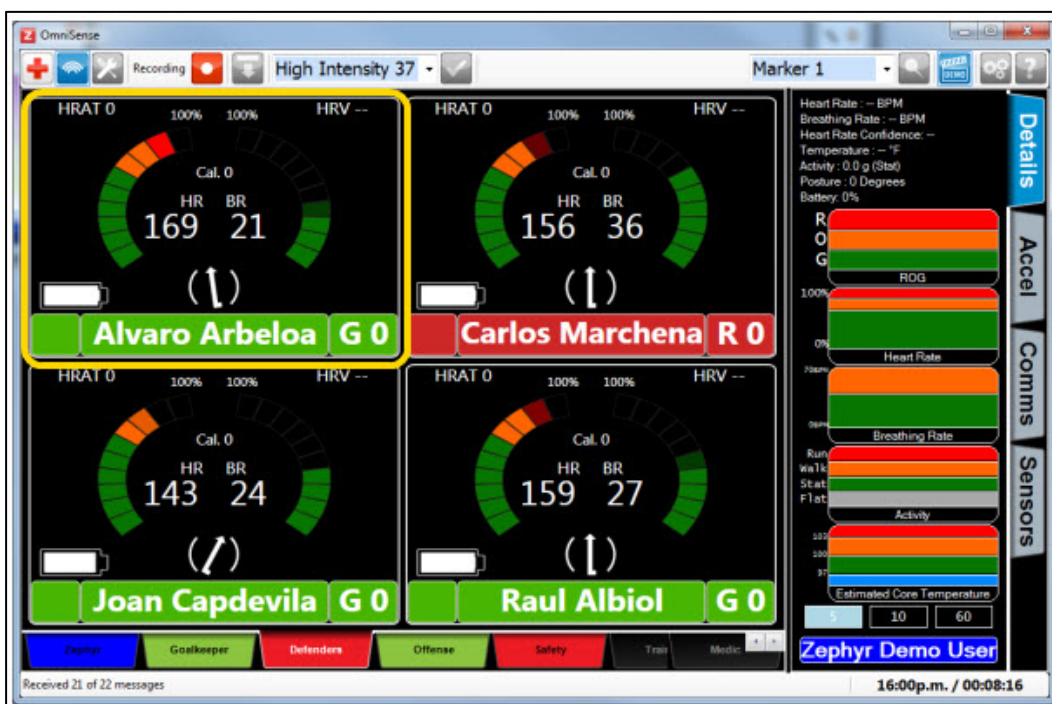 OmniSense
Recording High Intensity 37 Marker 1
HRAT 0 100% 100% HRV --
Cal. 0
HR BR
169 21
Alvaro Arbeloa G 0
HRAT 0 100% 100% HRV --
Cal. 0
HR BR
156 36
Carlos Marchena R 0
HRAT 0 100% 100% HRV --
Cal. 0
HR BR
143 24
Joan Capdevila G 0
HRAT 0 100% 100% HRV --
Cal. 0
HR BR
159 27
Raul Albiol G 0
Heart Rate : -- BPM
Breathing Rate : -- BPM
Heart Rate Confidence: --
Temperature : -- °F
Activity : 0.0 g (Stat)
Posture : 0 Degrees
Battery: 0%
R
O
G
ROG
100%
0%
Heart Rate
Breathing Rate
Run
Walk
Stat
Flat
Activity
103
100
97
Estimated Core Temperature
5 10 60
Zephyr Demo User
Details
Accel
Comms
Sensors
Zephyr Goalkeeper Defenders Offense Safety Medic
Received 21 of 22 messages
16:00p.m. / 00:08:16